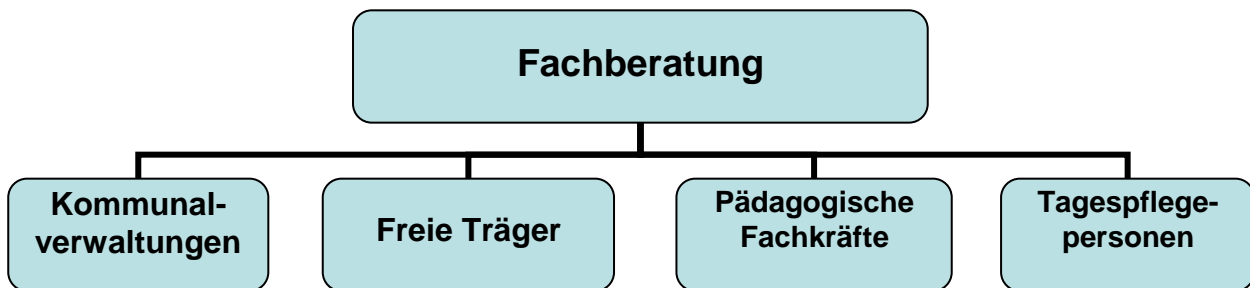 Fachberatung
Kommunal-
verwaltungen
Freie Träger
Pädagogische
Fachkräfte
Tagespflege-
personen